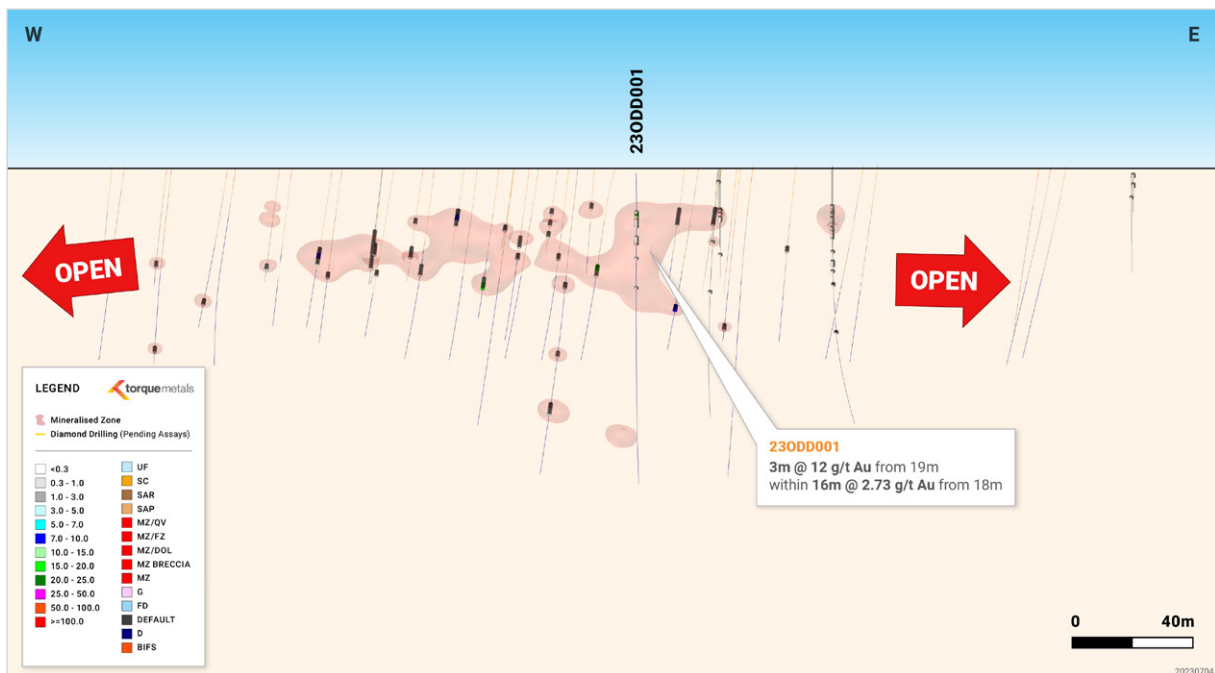 W
E
23ODD001
OPEN
OPEN
LEGEND
torquemetals
Mineralised Zone
Diamond Drilling (Pending Assays)
<0.3
0.3 - 1.0
1.0 - 3.0
3.0 - 5.0
5.0 - 7.0
7.0 - 10.0
10.0 - 15.0
15.0 - 20.0
20.0 - 25.0
25.0 - 50.0
50.0 - 100.0
>=100.0
UF
SC
SAR
SAP
MZ/QV
MZ/FZ
MZ/DOL
MZ BRECCIA
MZ
G
FD
DEFAULT
D
BIFS
23ODD001
3m @ 12 g/t Au from 19m
within 16m @ 2.73 g/t Au from 18m
0 40m
20230704